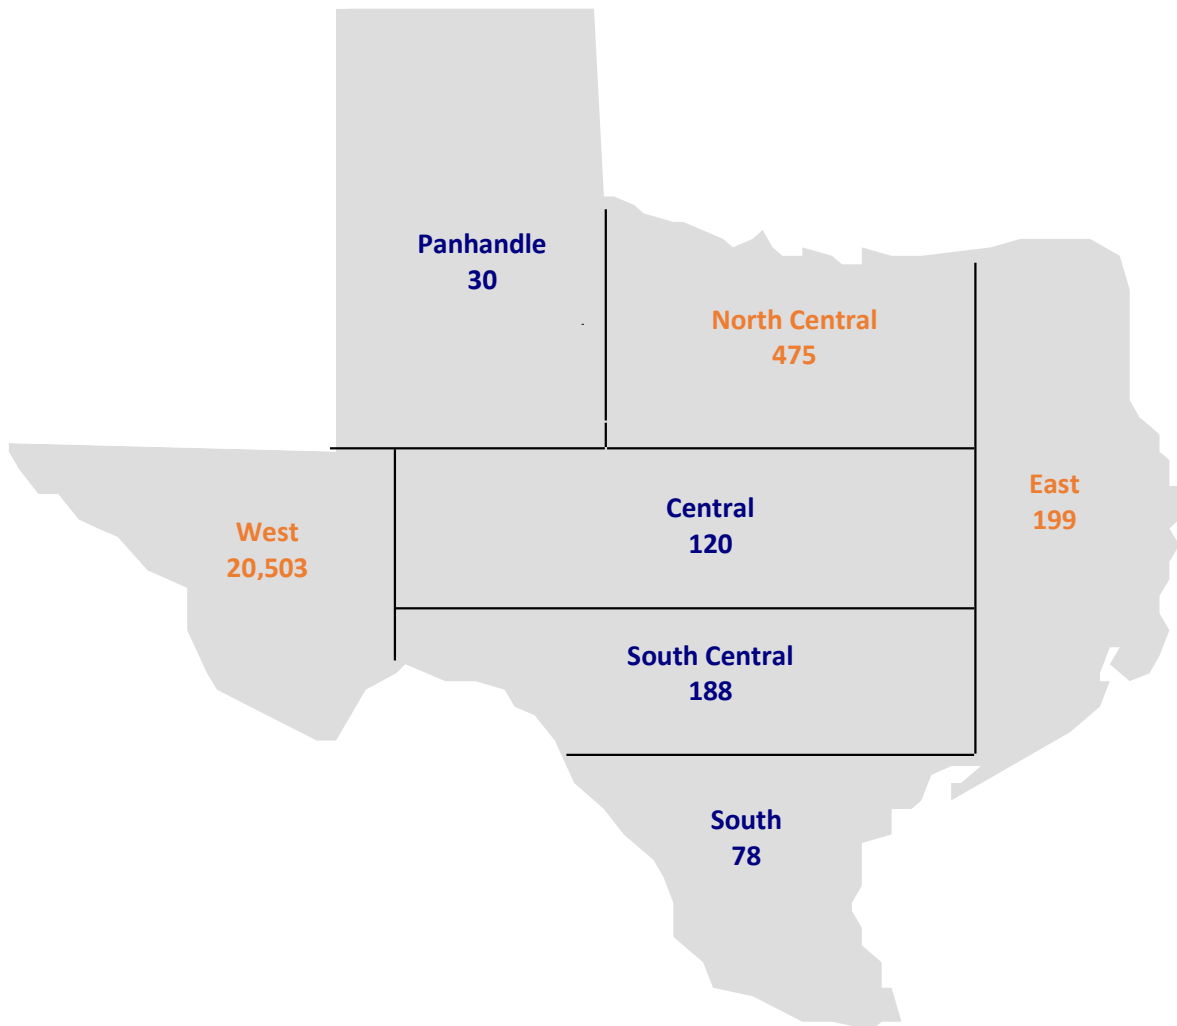 Panhandle
30
North Central
475
West
20,503
Central
120
East
199
South Central
188
South
78